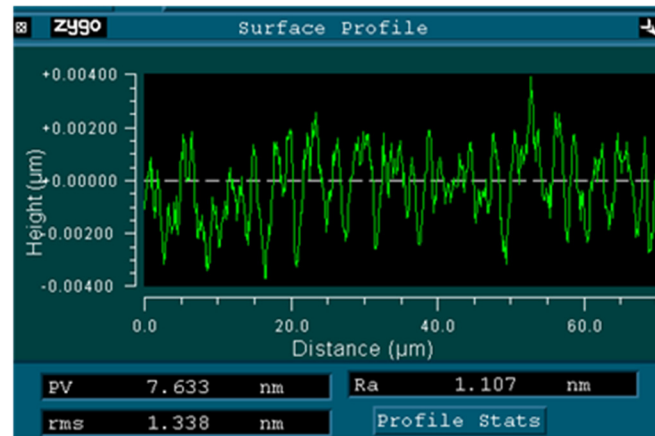 zygo Surface Profile
+0.00400
+0.00200
+0.00000
-0.00200
-0.00400
Height (µm)
0.0 20.0 40.0 60.0
Distance (µm)
PV 7.633 nm Ra 1.107 nm
rms 1.338 nm Profile Stats